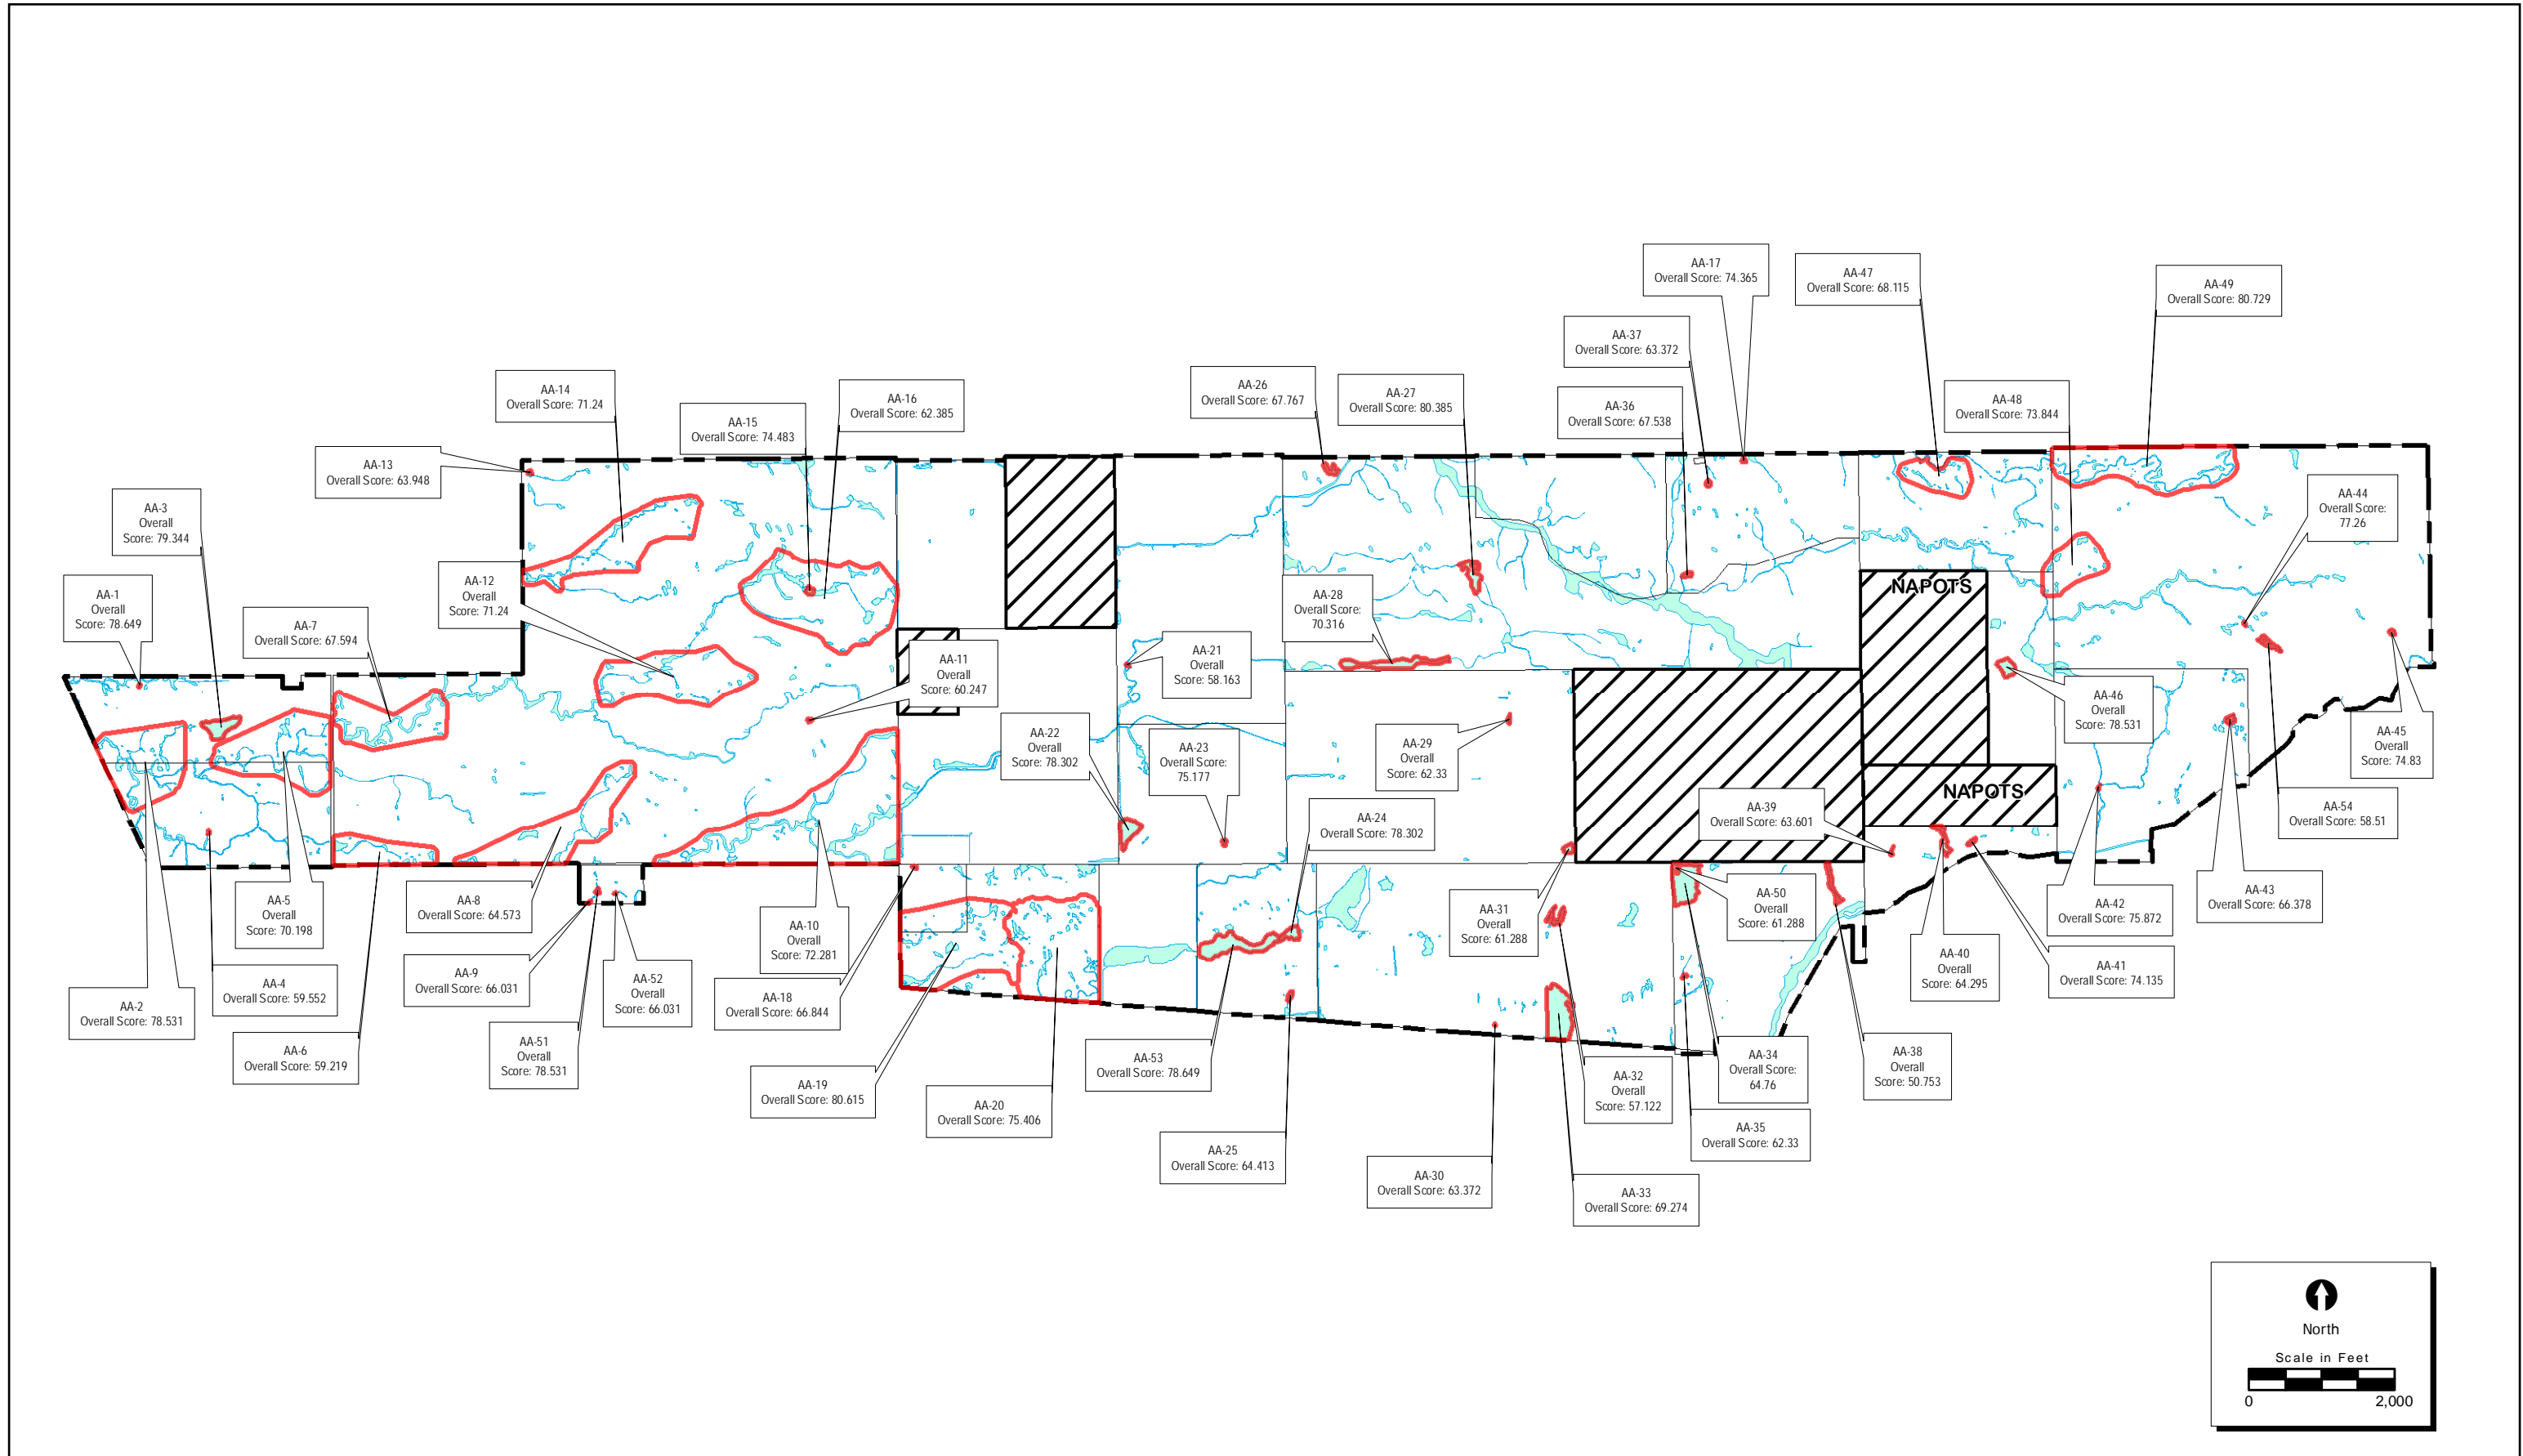 AA-17
Overall Score: 74.365
AA-47
Overall Score: 68.115
AA-49
Overall Score: 80.729
AA-37
Overall Score: 63.372
AA-14
Overall Score: 71.24
AA-16
Overall Score: 62.385
AA-26
Overall Score: 67.767
AA-27
Overall Score: 80.385
AA-36
Overall Score: 67.538
AA-48
Overall Score: 73.844
AA-15
Overall Score: 74.483
AA-13
Overall Score: 63.948
AA-3
Overall
Score: 79.344
AA-44
Overall Score:
77.26
AA-1
Overall
Score: 78.649
AA-12
Overall
Score: 71.24
AA-28
Overall Score:
70.316
NAPOTS
AA-7
Overall Score: 67.594
AA-11
Overall
Score: 60.247
AA-21
Overall
Score: 58.163
AA-46
Overall
Score: 78.531
AA-22
Overall
Score: 78.302
AA-23
Overall Score:
75.177
AA-29
Overall
Score: 62.33
AA-45
Overall
Score: 74.83
NAPOTS
AA-39
Overall Score: 63.601
AA-54
Overall Score: 58.51
AA-24
Overall Score: 78.302
AA-5
Overall
Score: 70.198
AA-8
Overall Score: 64.573
AA-10
Overall
Score: 72.281
AA-31
Overall
Score: 61.288
AA-50
Overall
Score: 61.288
AA-42
Overall Score: 75.872
AA-43
Overall Score: 66.378
AA-2
Overall Score: 78.531
AA-4
Overall Score: 59.552
AA-9
Overall Score: 66.031
AA-52
Overall
Score: 66.031
AA-18
Overall Score: 66.844
AA-40
Overall
Score: 64.295
AA-41
Overall Score: 74.135
AA-6
Overall Score: 59.219
AA-51
Overall
Score: 78.531
AA-53
Overall Score: 78.649
AA-34
Overall Score:
64.76
AA-38
Overall
Score: 50.753
AA-19
Overall Score: 80.615
AA-20
Overall Score: 75.406
AA-32
Overall
Score: 57.122
AA-35
Overall Score: 62.33
AA-25
Overall Score: 64.413
AA-30
Overall Score: 63.372
AA-33
Overall Score: 69.274
North
Scale in Feet
0 2,000